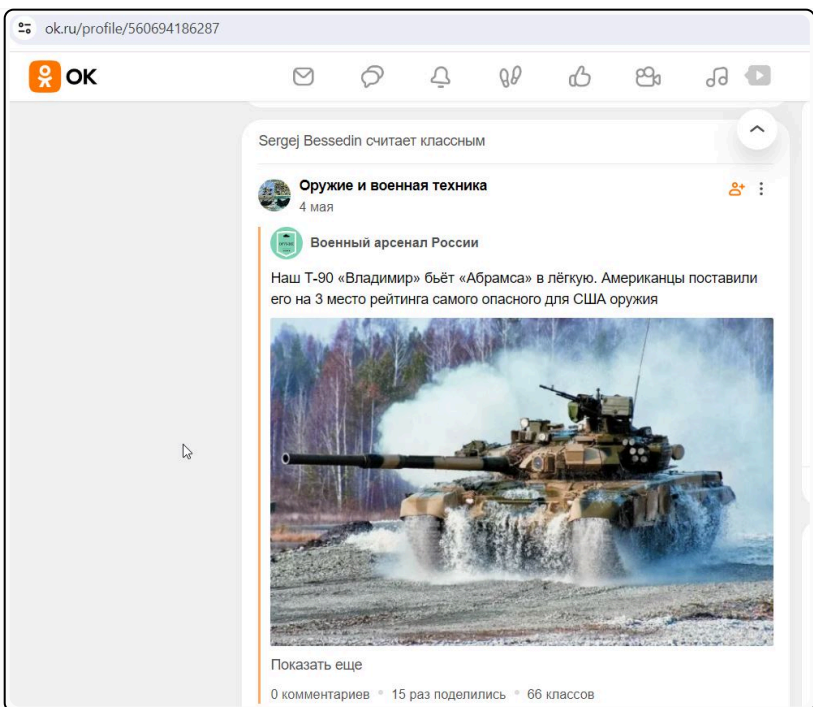 ok.ru/profile/560694186287
ОК
Sergej Bessedin считает классным
Оружие и военная техника
4 мая
Военный арсенал России
Наш Т-90 «Владимир» бьёт «Абрамса» в лёгкую. Американцы поставили
его на 3 место рейтинга самого опасного для США оружия
Показать еще
0 комментариев 15 раз поделились 66 классов